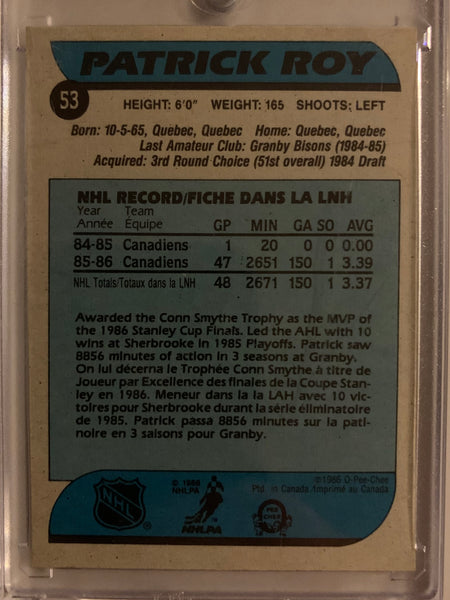 PATRICK ROY
53
HEIGHT: 6'0" WEIGHT: 165 SHOOTS: LEFT
Born: 10-5-65, Quebec, Quebec Home: Quebec, Quebec
Last Amateur Club: Granby Bisons (1984-85)
Acquired: 3rd Round Choice (51st overall) 1984 Draft
NHL RECORD/FICHE DANS LA LNH
Year Team
Année Équipe GP MIN GA SO AVG
84-85 Canadiens 1 20 0 0 0.00
85-86 Canadiens 47 2651 150 1 3.39
NHL Totals/Totaux dans la LNH 48 2671 150 1 3.37
Awarded the Conn Smythe Trophy as the MVP of
the 1986 Stanley Cup Finals. Led the AHL with 10
wins at Sherbrooke in 1985 Playoffs. Patrick saw
8856 minutes of action in 3 seasons at Granby.
On lui décerna le Trophée Conn Smythe à titre de
Joueur par Excellence des finales de la Coupe Stan-
ley en 1986. Meneur dans la LAH avec 10 vic-
toires pour Sherbrooke durant la série éliminatoire
de 1985. Patrick passa 8856 minutes sur la pati-
noire en 3 saisons pour Granby.
©1986 O-Pee-Chee
Ptd. in Canada Imprimé au Canada
NHL
© 1986
NHLPA
NHLPA
O PEE CHEE